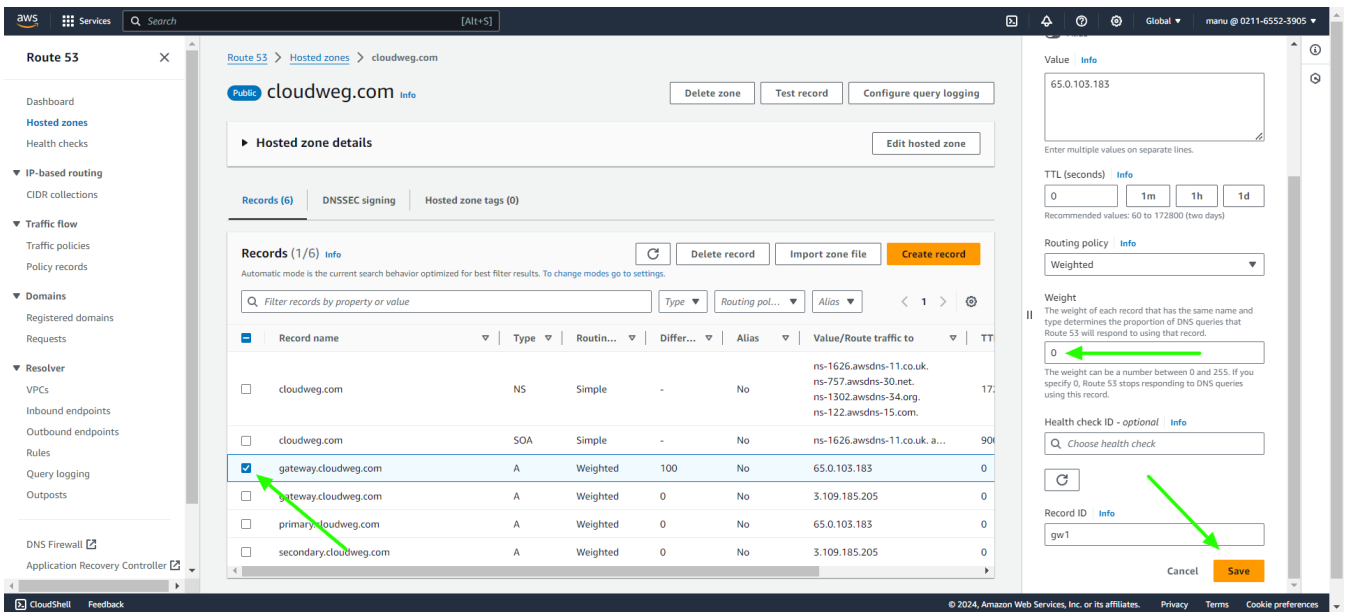 aws Services Search [Alt+S] Global ▼ manu @ 0211-6552-3905 ▼
Route 53
Dashboard
Hosted zones
Health checks
IP-based routing
CIDR collections
Traffic flow
Traffic policies
Policy records
Domains
Registered domains
Requests
Resolver
VPCs
Inbound endpoints
Outbound endpoints
Rules
Query logging
Outposts
DNS Firewall
Application Recovery Controller
Route 53 > Hosted zones > cloudweg.com
Public cloudweg.com Info
Delete zone Test record Configure query logging
Hosted zone details Edit hosted zone
Records (6) DNSSEC signing Hosted zone tags (0)
Records (1/6) Info Delete record Import zone file Create record
Automatic mode is the current search behavior optimized for best filter results. To change modes go to settings.
Filter records by property or value Type Routing pol... Alias < 1 >
Record name Type Routin... Differ... Alias Value/Route traffic to TTL
ns-1626.awsdns-11.co.uk.
ns-757.awsdns-30.net.
cloudweg.com NS Simple - No 172
ns-1302.awsdns-34.org.
ns-122.awsdns-15.com.
cloudweg.com SOA Simple - No ns-1626.awsdns-11.co.uk. a... 900
gateway.cloudweg.com A Weighted 100 No 65.0.103.183 0
gateway.cloudweg.com A Weighted 0 No 3.109.185.205 0
primary.cloudweg.com A Weighted 0 No 65.0.103.183 0
secondary.cloudweg.com A Weighted 0 No 3.109.185.205 0
Value Info
65.0.103.183
Enter multiple values on separate lines.
TTL (seconds) Info
0 1m 1h 1d
Recommended values: 60 to 172800 (two days)
Routing policy Info
Weighted
Weight
The weight of each record that has the same name and
type determines the proportion of DNS queries that
Route 53 will respond to using that record.
0
The weight can be a number between 0 and 255. If you
specify 0, Route 53 stops responding to DNS queries
using this record.
Health check ID - optional Info
Choose health check
Record ID Info
gw1
Cancel Save
CloudShell Feedback © 2024, Amazon Web Services, Inc. or its affiliates. Privacy Terms Cookie preferences